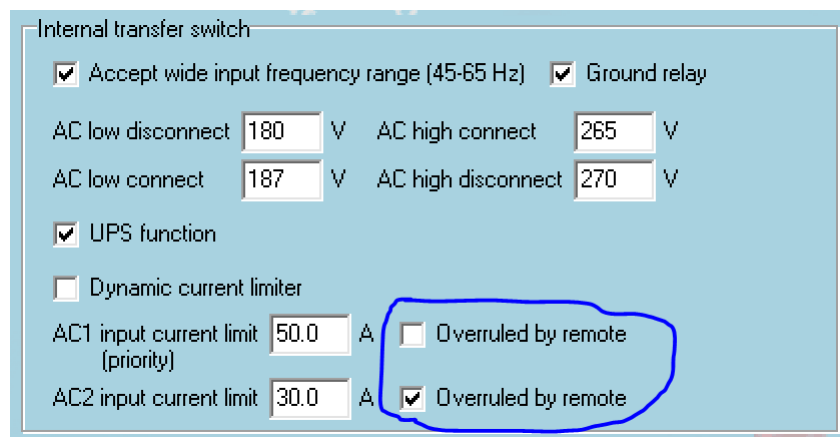 Internal transfer switch
Accept wide input frequency range (45-65 Hz) Ground relay
AC low disconnect 180 V AC high connect 265 V
AC low connect 187 V AC high disconnect 270 V
UPS function
Dynamic current limiter
AC1 input current limit 50.0 A Overruled by remote
(priority)
AC2 input current limit 30.0 A Overruled by remote